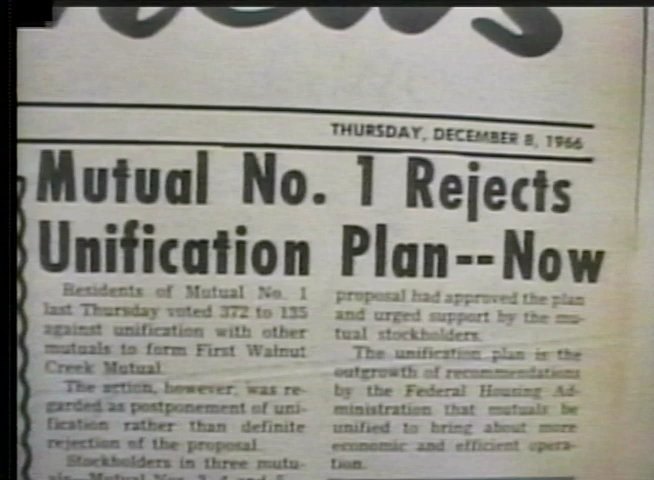 THURSDAY, DECEMBER 8, 1966
Mutual No. 1 Rejects
Unification Plan--Now
Residents of Mutual No. 1
last Thursday voted 372 to 135
against unification with other
mutuals to form First Walnut
Creek Mutual.
The action, however, was re-
garded as postponement of uni-
fication rather than definite
rejection of the proposal.
Stockholders in three mutu-
als--Mutual Nos.
proposal had approved the plan
and urged support by the mu-
tual stockholders.
The unification plan is the
outgrowth of recommendations
by the Federal Housing Ad-
ministration that mutuals be
unified to bring about more
economic and efficient opera-
tion.